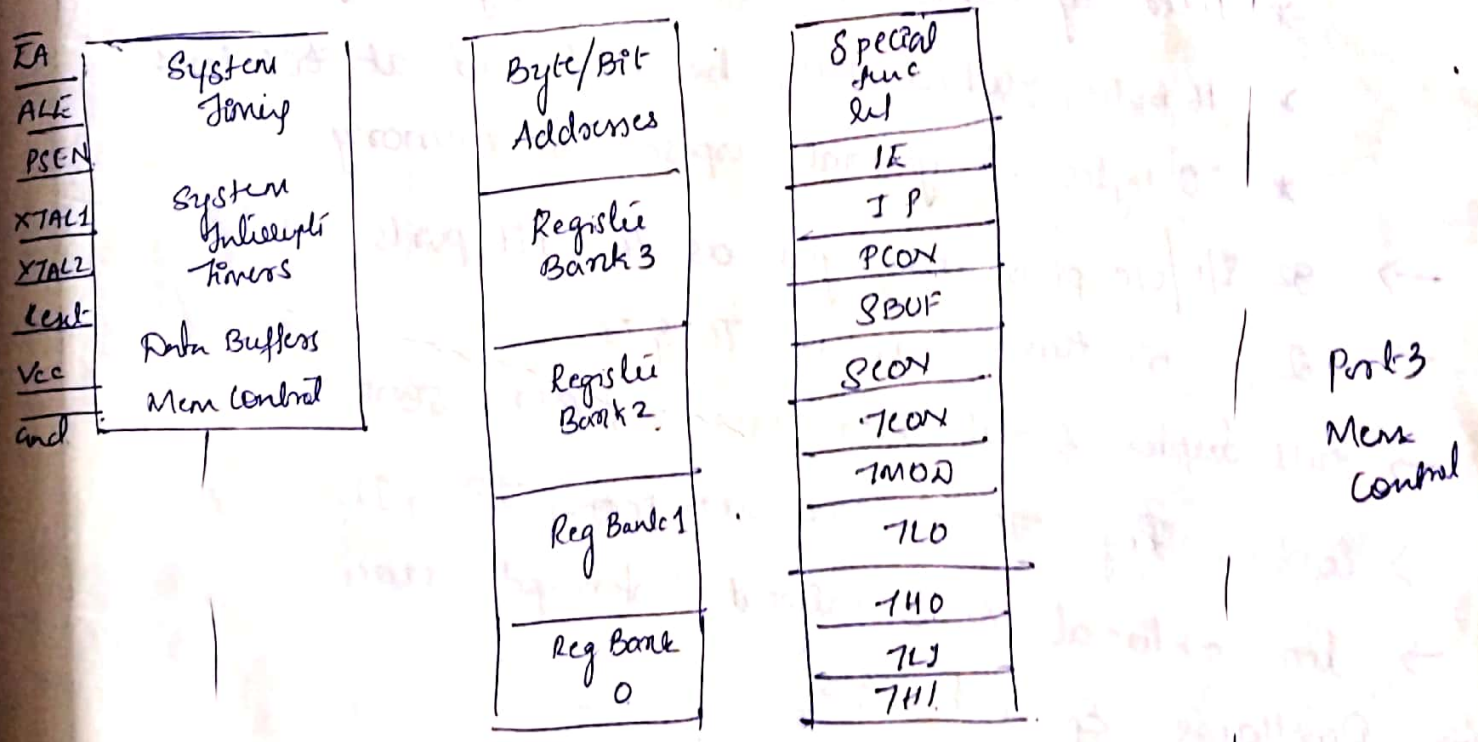 EA
ALE
PSEN
XTAL1
XTAL2
Vcc
Gnd
System
Timing
System
Interrupts
Timers
Data Buffers
Mem Control
Byte/Bit
Addresses
Register
Bank 3
Register
Bank 2
Reg Bank 1
Reg Bank
0
Special
func
IE
IP
PCON
SBUF
SCON
TCON
TMOD
TL0
TH0
TL1
TH1
Port-3
Mem
Control